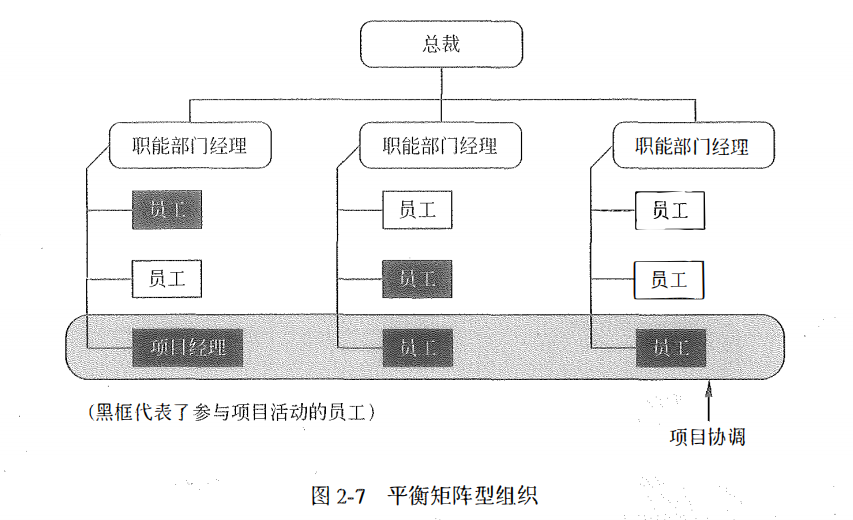 总裁
职能部门经理 职能部门经理 职能部门经理
员工 员工 员工
员工 员工 员工
项目经理 员工 员工
（黑框代表了参与项目活动的员工）
项目协调
图 2-7 平衡矩阵型组织